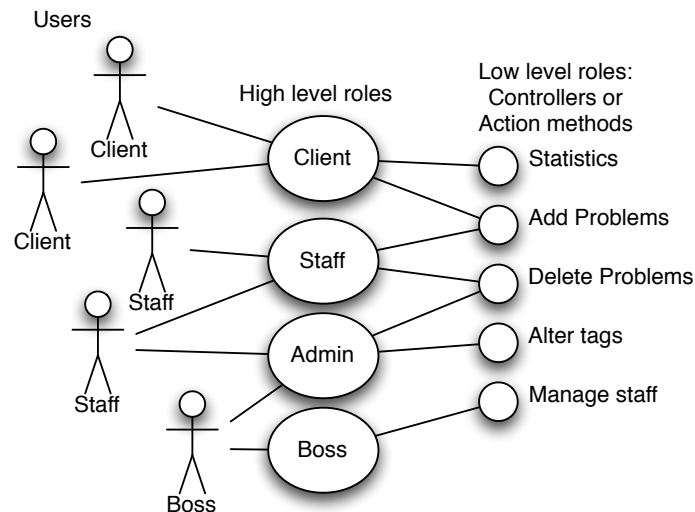 Users
High level roles
Low level roles:
Controllers or
Action methods
Client
Client
Staff
Staff
Boss
Client
Staff
Admin
Boss
Statistics
Add Problems
Delete Problems
Alter tags
Manage staff